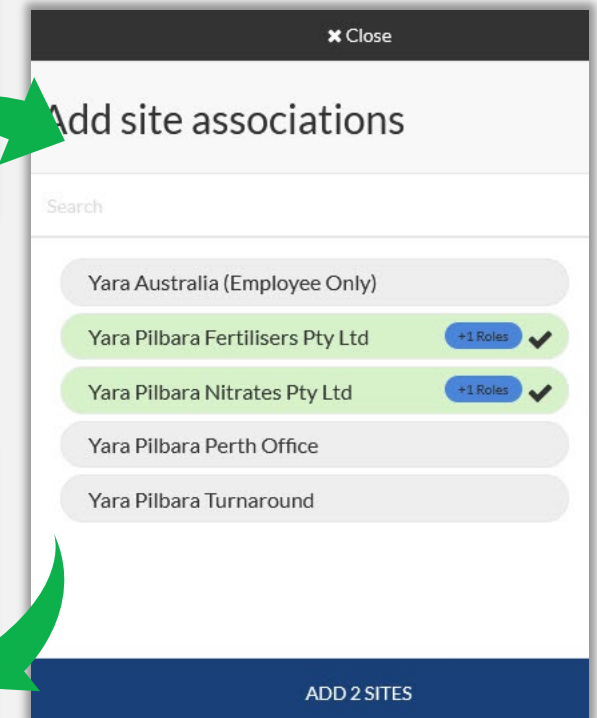 ✖ Close
Add site associations
Search
Yara Australia (Employee Only)
Yara Pilbara Fertilisers Pty Ltd +1 Roles ✔
Yara Pilbara Nitrates Pty Ltd +1 Roles ✔
Yara Pilbara Perth Office
Yara Pilbara Turnaround
ADD 2 SITES